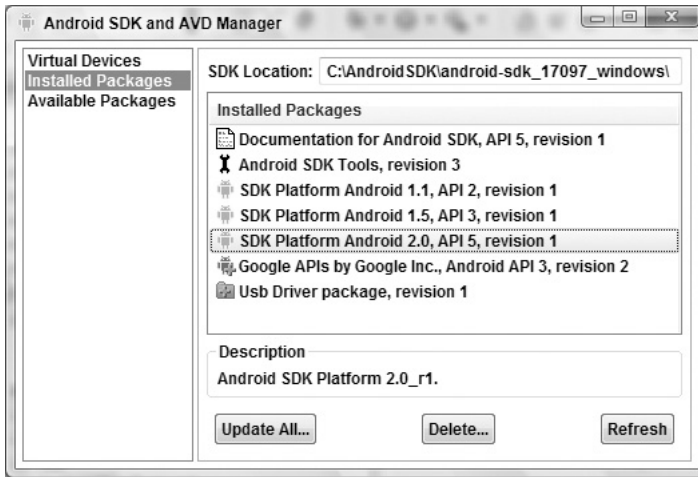 Android SDK and AVD Manager
Virtual Devices
Installed Packages
Available Packages
SDK Location: C:\AndroidSDK\android-sdk_17097_windows\
Installed Packages
Documentation for Android SDK, API 5, revision 1
Android SDK Tools, revision 3
SDK Platform Android 1.1, API 2, revision 1
SDK Platform Android 1.5, API 3, revision 1
SDK Platform Android 2.0, API 5, revision 1
Google APIs by Google Inc., Android API 3, revision 2
Usb Driver package, revision 1
Description
Android SDK Platform 2.0_r1.
Update All... Delete... Refresh